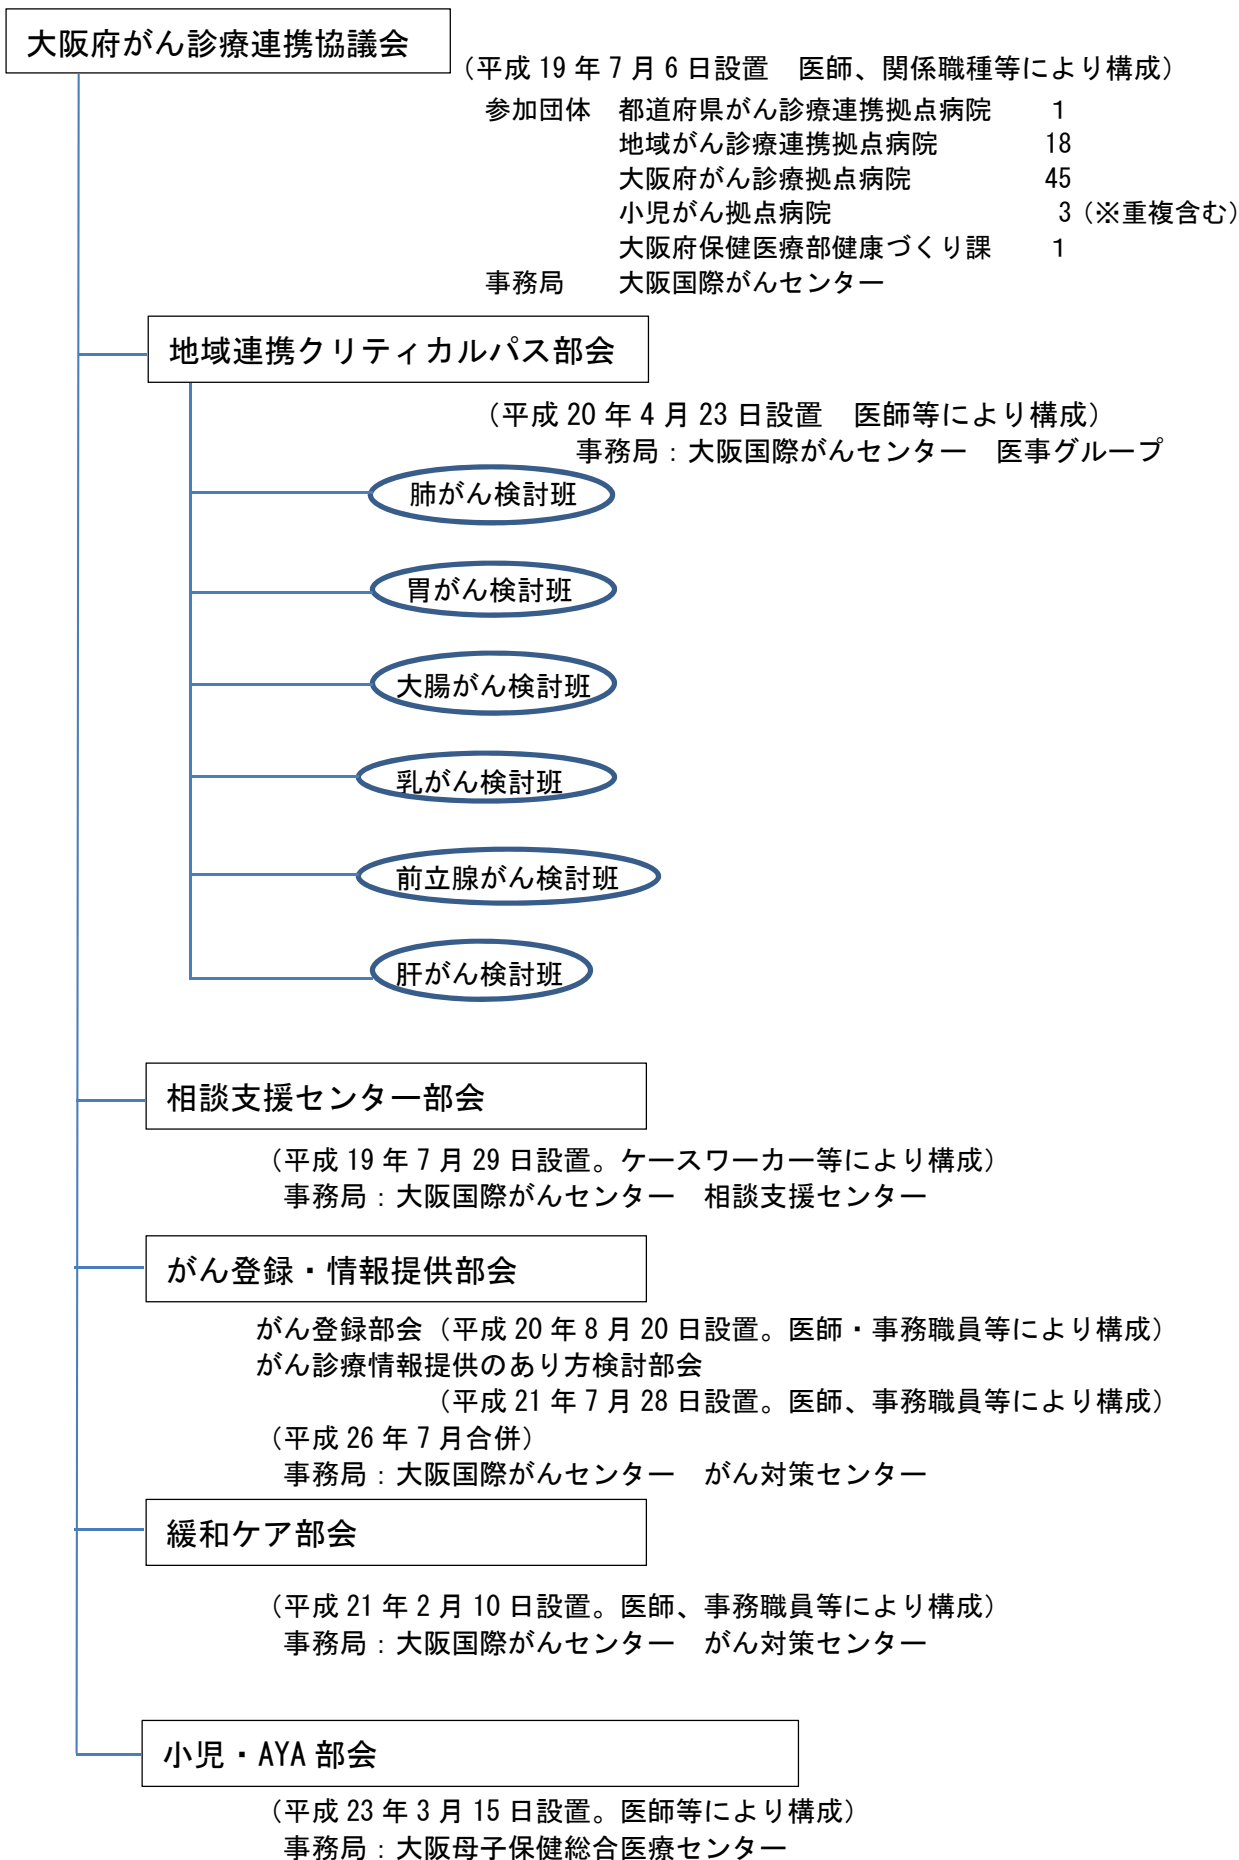 大阪府がん診療連携協議会
（平成 19 年 7 月 6 日設置　医師、関係職種等により構成）
参加団体　都道府県がん診療連携拠点病院　　1
地域がん診療連携拠点病院　　18
大阪府がん診療拠点病院　　45
小児がん拠点病院　　3（※重複含む）
大阪府保健医療部健康づくり課　　1
事務局　大阪国際がんセンター
地域連携クリティカルパス部会
（平成 20 年 4 月 23 日設置　医師等により構成）
事務局：大阪国際がんセンター　医事グループ
肺がん検討班
胃がん検討班
大腸がん検討班
乳がん検討班
前立腺がん検討班
肝がん検討班
相談支援センター部会
（平成 19 年 7 月 29 日設置。ケースワーカー等により構成）
事務局：大阪国際がんセンター　相談支援センター
がん登録・情報提供部会
がん登録部会（平成 20 年 8 月 20 日設置。医師・事務職員等により構成）
がん診療情報提供のあり方検討部会
（平成 21 年 7 月 28 日設置。医師、事務職員等により構成）
（平成 26 年 7 月合併）
事務局：大阪国際がんセンター　がん対策センター
緩和ケア部会
（平成 21 年 2 月 10 日設置。医師、事務職員等により構成）
事務局：大阪国際がんセンター　がん対策センター
小児・AYA 部会
（平成 23 年 3 月 15 日設置。医師等により構成）
事務局：大阪母子保健総合医療センター